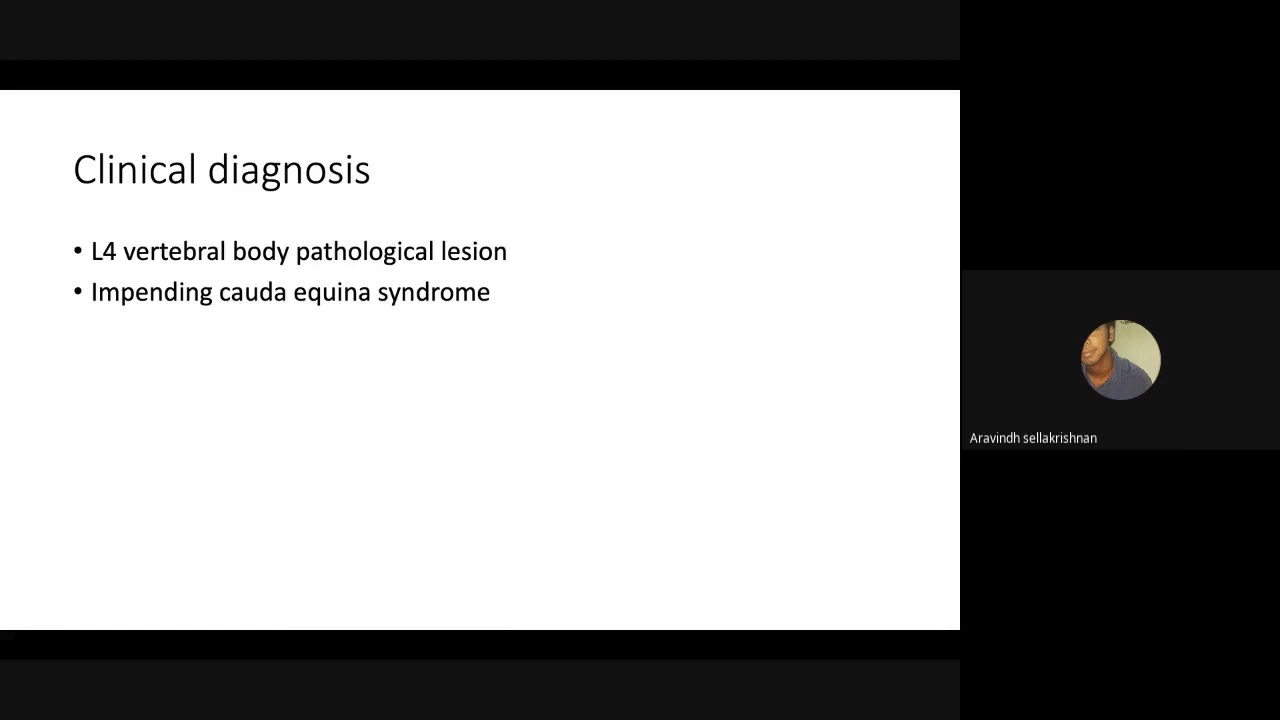 Clinical diagnosis
• L4 vertebral body pathological lesion
• Impending cauda equina syndrome
Aravindh sellakrishnan